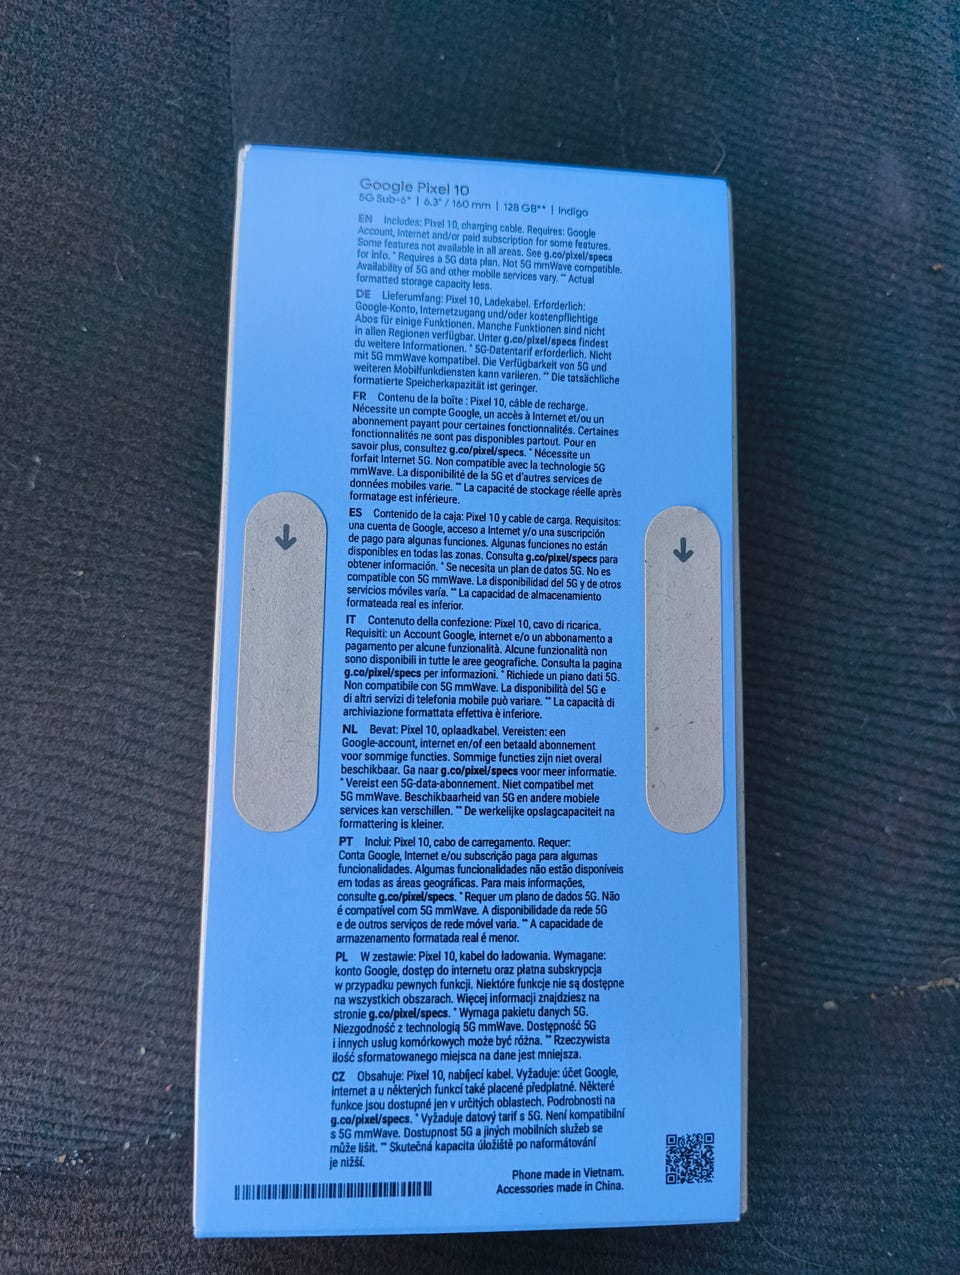 Google Pixel 10
5G Sub-6* | 6.3" / 160 mm | 128 GB** | Indigo
EN Includes: Pixel 10, charging cable. Requires: Google
Account, Internet and/or paid subscription for some features.
Some features not available in all areas. See g.co/pixel/specs
for info. * Requires a 5G data plan. Not 5G mmWave compatible.
Availability of 5G and other mobile services vary. ** Actual
formatted storage capacity less.
DE Lieferumfang: Pixel 10, Ladekabel. Erforderlich:
Google-Konto, Internetzugang und/oder kostenpflichtige
Abos für einige Funktionen. Manche Funktionen sind nicht
in allen Regionen verfügbar. Unter g.co/pixel/specs findest
du weitere Informationen. * 5G-Datentarif erforderlich. Nicht
mit 5G mmWave kompatibel. Die Verfügbarkeit von 5G und
weiteren Mobilfunkdiensten kann variieren. ** Die tatsächliche
formatierte Speicherkapazität ist geringer.
FR Contenu de la boîte : Pixel 10, câble de recharge.
Nécessite un compte Google, un accès à Internet et/ou un
abonnement payant pour certaines fonctionnalités. Certaines
fonctionnalités ne sont pas disponibles partout. Pour en
savoir plus, consultez g.co/pixel/specs. * Nécessite un
forfait Internet 5G. Non compatible avec la technologie 5G
mmWave. La disponibilité de la 5G et d'autres services de
données mobiles varie. ** La capacité de stockage réelle après
formatage est inférieure.
ES Contenido de la caja: Pixel 10 y cable de carga. Requisitos:
una cuenta de Google, acceso a Internet y/o una suscripción
de pago para algunas funciones. Algunas funciones no están
disponibles en todas las zonas. Consulta g.co/pixel/specs para
obtener información. * Se necesita un plan de datos 5G. No es
compatible con 5G mmWave. La disponibilidad del 5G y de otros
servicios móviles varía. ** La capacidad de almacenamiento
formateada real es inferior.
IT Contenuto della confezione: Pixel 10, cavo di ricarica.
Requisiti: un Account Google, internet e/o un abbonamento a
pagamento per alcune funzionalità. Alcune funzionalità non
sono disponibili in tutte le aree geografiche. Consulta la pagina
g.co/pixel/specs per informazioni. * Richiede un piano dati 5G.
Non compatibile con 5G mmWave. La disponibilità del 5G e
di altri servizi di telefonia mobile può variare. ** La capacità di
archiviazione formattata effettiva è inferiore.
NL Bevat: Pixel 10, oplaadkabel. Vereisten: een
Google-account, internet en/of een betaald abonnement
voor sommige functies. Sommige functies zijn niet overal
beschikbaar. Ga naar g.co/pixel/specs voor meer informatie.
* Vereist een 5G-data-abonnement. Niet compatibel met
5G mmWave. Beschikbaarheid van 5G en andere mobiele
services kan verschillen. ** De werkelijke opslagcapaciteit na
formattering is kleiner.
PT Inclui: Pixel 10, cabo de carregamento. Requer:
Conta Google, Internet e/ou subscrição paga para algumas
funcionalidades. Algumas funcionalidades não estão disponíveis
em todas as áreas geográficas. Para mais informações,
consulte g.co/pixel/specs. * Requer um plano de dados 5G. Não
é compatível com 5G mmWave. A disponibilidade da rede 5G
e de outros serviços de rede móvel varia. ** A capacidade de
armazenamento formatada real é menor.
PL W zestawie: Pixel 10, kabel do ładowania. Wymagane:
konto Google, dostęp do internetu oraz płatna subskrypcja
w przypadku pewnych funkcji. Niektóre funkcje nie są dostępne
na wszystkich obszarach. Więcej informacji znajdziesz na
stronie g.co/pixel/specs. * Wymaga pakietu danych 5G.
Niezgodność z technologią 5G mmWave. Dostępność 5G
i innych usług komórkowych może być różna. ** Rzeczywista
ilość sformatowanego miejsca na dane jest mniejsza.
CZ Obsahuje: Pixel 10, nabíjecí kabel. Vyžaduje: účet Google,
internet a u některých funkcí také placené předplatné. Některé
funkce jsou dostupné jen v určitých oblastech. Podrobnosti na
g.co/pixel/specs. * Vyžaduje datový tarif s 5G. Není kompatibilní
s 5G mmWave. Dostupnost 5G a jiných mobilních služeb se
může lišit. ** Skutečná kapacita úložiště po naformátování
je nižší.
Phone made in Vietnam.
Accessories made in China.